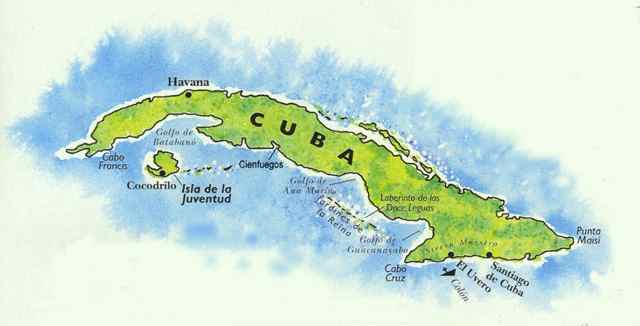 Havana
CUBA
Golfo de
Batabanó
Cabo
Francis
Cienfuegos
Cocodrilo
Isla de la
Juventud
Golfo de
Ana María
Laberinto de las
Doce Leguas
Jardines de
la Reina
Golfo de
Guacanayabo
Punta
Maisi
Sierra Maestra
Cabo
Cruz
El Uvero
Santiago
de Cuba
Colón